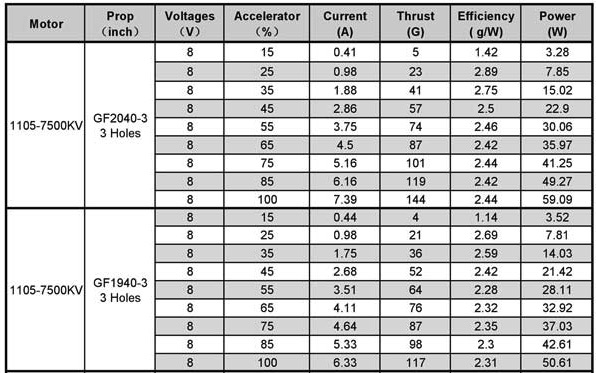 Motor Prop (inch) Voltages (V) Accelerator (%) Current (A) Thrust (G) Efficiency ( g/W) Power (W)
1105-7500KV GF2040-3 3 Holes
8 15 0.41 5 1.42 3.28
8 25 0.98 23 2.89 7.85
8 35 1.88 41 2.75 15.02
8 45 2.86 57 2.5 22.9
8 55 3.75 74 2.46 30.06
8 65 4.5 87 2.42 35.97
8 75 5.16 101 2.44 41.25
8 85 6.16 119 2.42 49.27
8 100 7.39 144 2.44 59.09
1105-7500KV GF1940-3 3 Holes
8 15 0.44 4 1.14 3.52
8 25 0.98 21 2.69 7.81
8 35 1.75 36 2.59 14.03
8 45 2.68 52 2.42 21.42
8 55 3.51 64 2.28 28.11
8 65 4.11 76 2.32 32.92
8 75 4.64 87 2.35 37.03
8 85 5.33 98 2.3 42.61
8 100 6.33 117 2.31 50.61